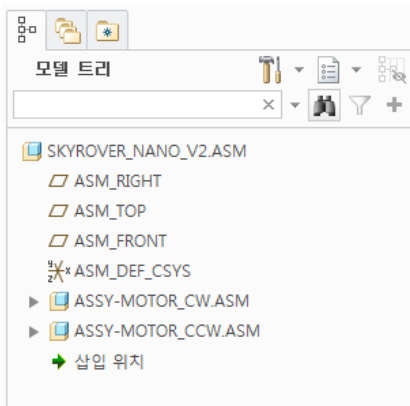 모델 트리
SKYROVER_NANO_V2.ASM
ASM_RIGHT
ASM_TOP
ASM_FRONT
ASM_DEF_CSYS
ASSY-MOTOR_CW.ASM
ASSY-MOTOR_CCW.ASM
삽입 위치